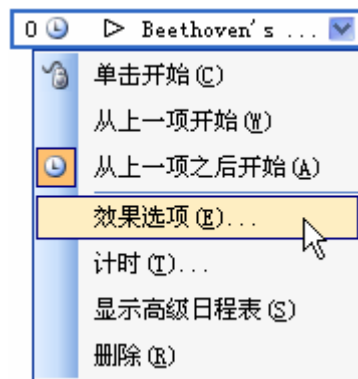 0 Beethoven's ...
单击开始(C)
从上一项开始(W)
从上一项之后开始(A)
效果选项(E)...
计时(T)...
显示高级日程表(S)
删除(R)